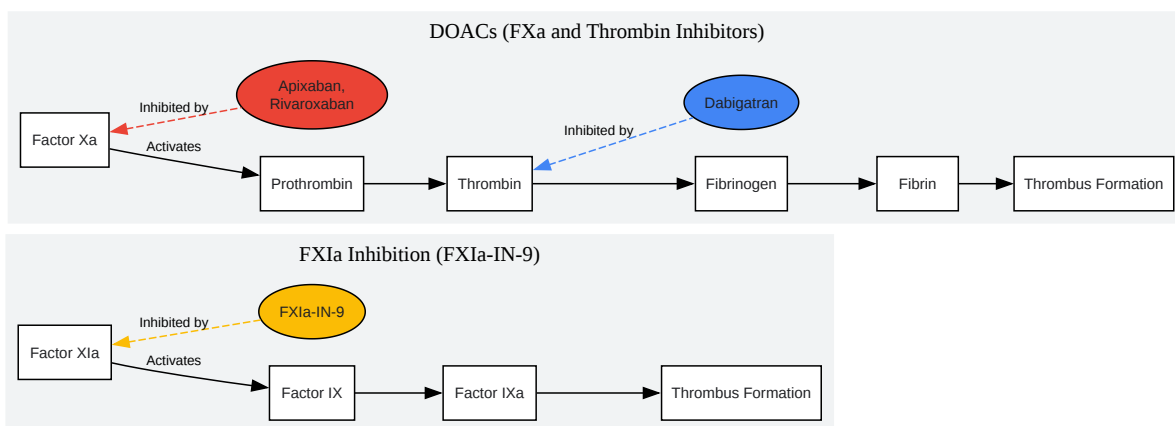 DOACs (FXa and Thrombin Inhibitors)
Apixaban,
Rivaroxaban
Inhibited by
Dabigatran
Inhibited by
Factor Xa
Activates
Prothrombin
Thrombin
Fibrinogen
Fibrin
Thrombus Formation
FXIa Inhibition (FXIa-IN-9)
FXIa-IN-9
Inhibited by
Factor XIa
Activates
Factor IX
Factor IXa
Thrombus Formation